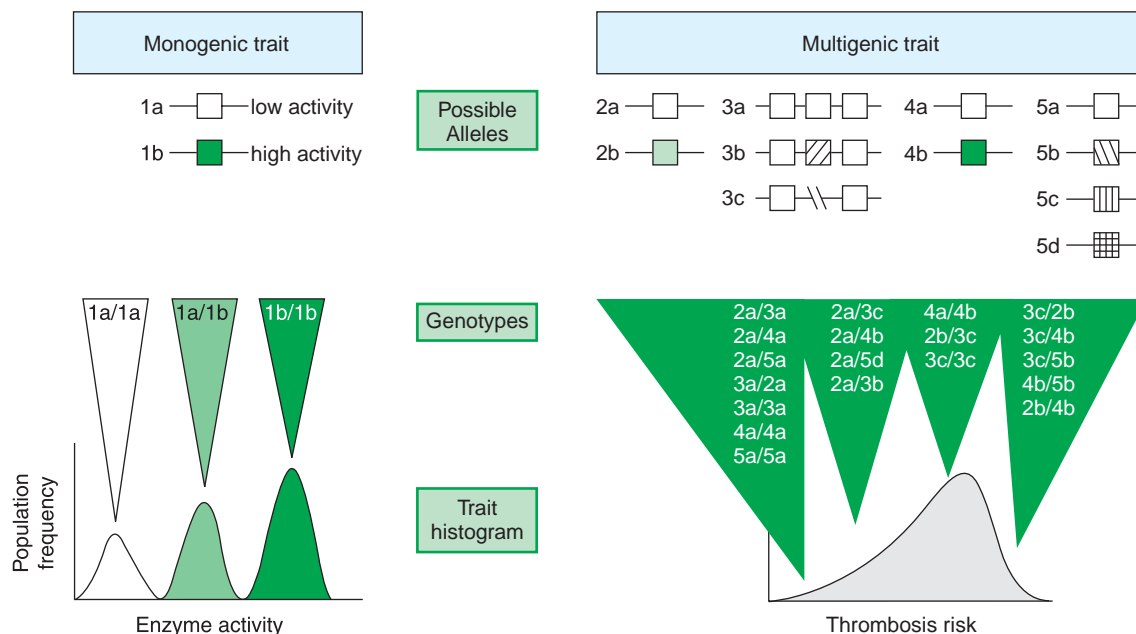 Monogenic trait
1a
low activity
1b
high activity
Possible
Alleles
Multigenic trait
2a
3a
4a
5a
2b
3b
4b
5b
3c
5c
5d
1a/1a
1a/1b
1b/1b
Genotypes
2a/3a
2a/4a
2a/5a
3a/2a
3a/3a
4a/4a
5a/5a
2a/3c
2a/4b
2a/5d
2a/3b
4a/4b
2b/3c
3c/3c
3c/2b
3c/4b
3c/5b
4b/5b
2b/4b
Population
frequency
Trait
histogram
Enzyme activity
Thrombosis risk